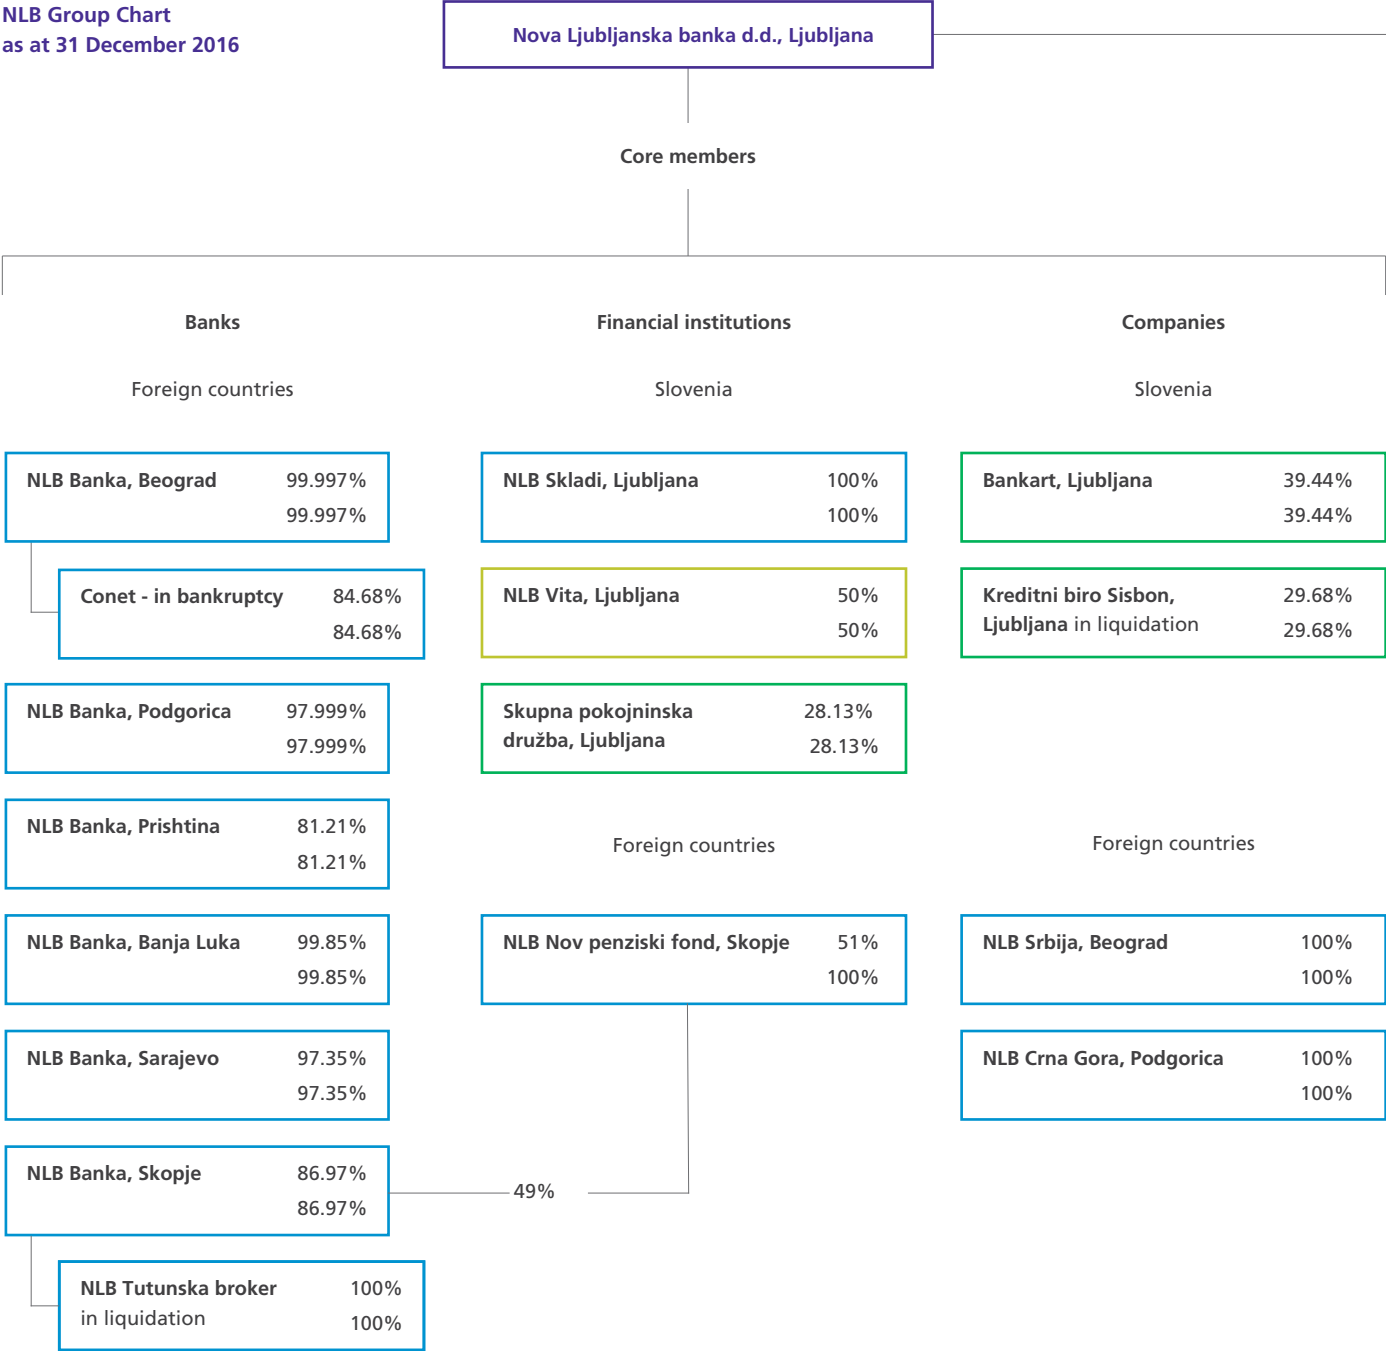 NLB Group Chart
as at 31 December 2016
Nova Ljubljanska banka d.d., Ljubljana
Core members
Banks
Foreign countries
NLB Banka, Beograd 99.997%
99.997%
Conet - in bankruptcy 84.68%
84.68%
NLB Banka, Podgorica 97.999%
97.999%
NLB Banka, Prishtina 81.21%
81.21%
NLB Banka, Banja Luka 99.85%
99.85%
NLB Banka, Sarajevo 97.35%
97.35%
NLB Banka, Skopje 86.97%
86.97%
NLB Tutunska broker 100%
in liquidation 100%
49%
Financial institutions
Slovenia
NLB Skladi, Ljubljana 100%
100%
NLB Vita, Ljubljana 50%
50%
Skupna pokojninska 28.13%
družba, Ljubljana 28.13%
Foreign countries
NLB Nov penziski fond, Skopje 51%
100%
Companies
Slovenia
Bankart, Ljubljana 39.44%
39.44%
Kreditni biro Sisbon, 29.68%
Ljubljana in liquidation 29.68%
Foreign countries
NLB Srbija, Beograd 100%
100%
NLB Crna Gora, Podgorica 100%
100%